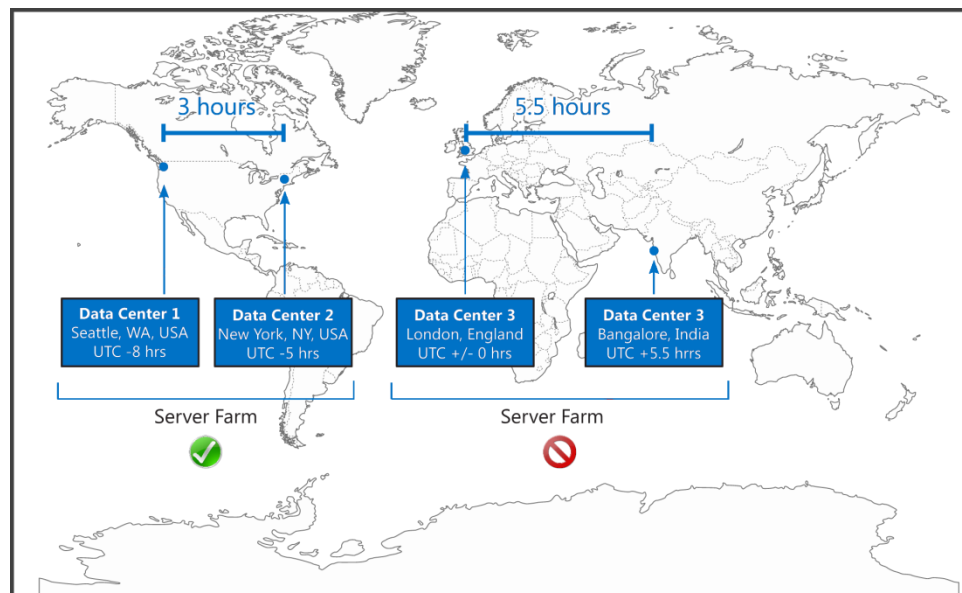 3 hours
5.5 hours
Data Center 1
Seattle, WA, USA
UTC -8 hrs
Data Center 2
New York, NY, USA
UTC -5 hrs
Data Center 3
London, England
UTC +/- 0 hrs
Data Center 3
Bangalore, India
UTC +5.5 hrrs
Server Farm
Server Farm